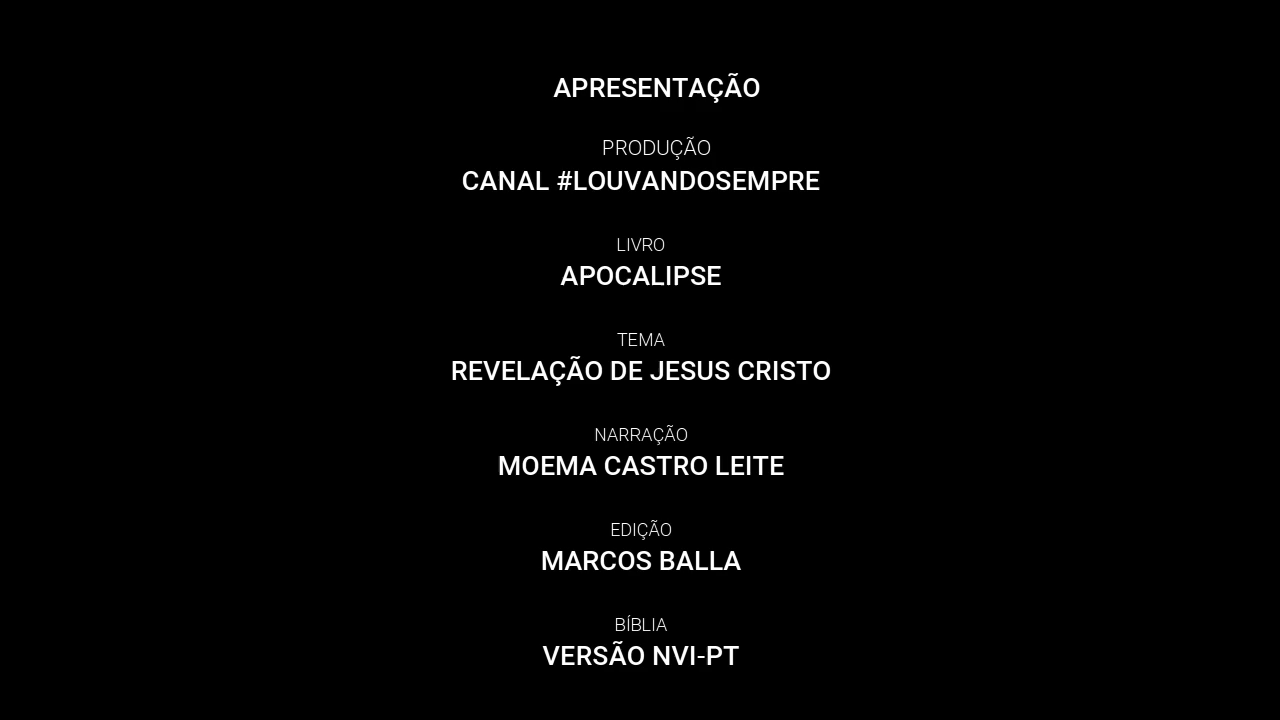 APRESENTAÇÃO
PRODUÇÃO
CANAL #LOUVANDOSEMPRE
LIVRO
APOCALIPSE
TEMA
REVELAÇÃO DE JESUS CRISTO
NARRAÇÃO
MOEMA CASTRO LEITE
EDIÇÃO
MARCOS BALLA
BÍBLIA
VERSÃO NVI-PT